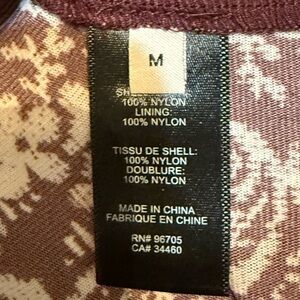 M
100% NYLON
LINING:
100% NYLON
TISSU DE SHELL:
100% NYLON
DOUBLURE:
100% NYLON
MADE IN CHINA
FABRIQUE EN CHINE
RN# 96705
CA# 34460